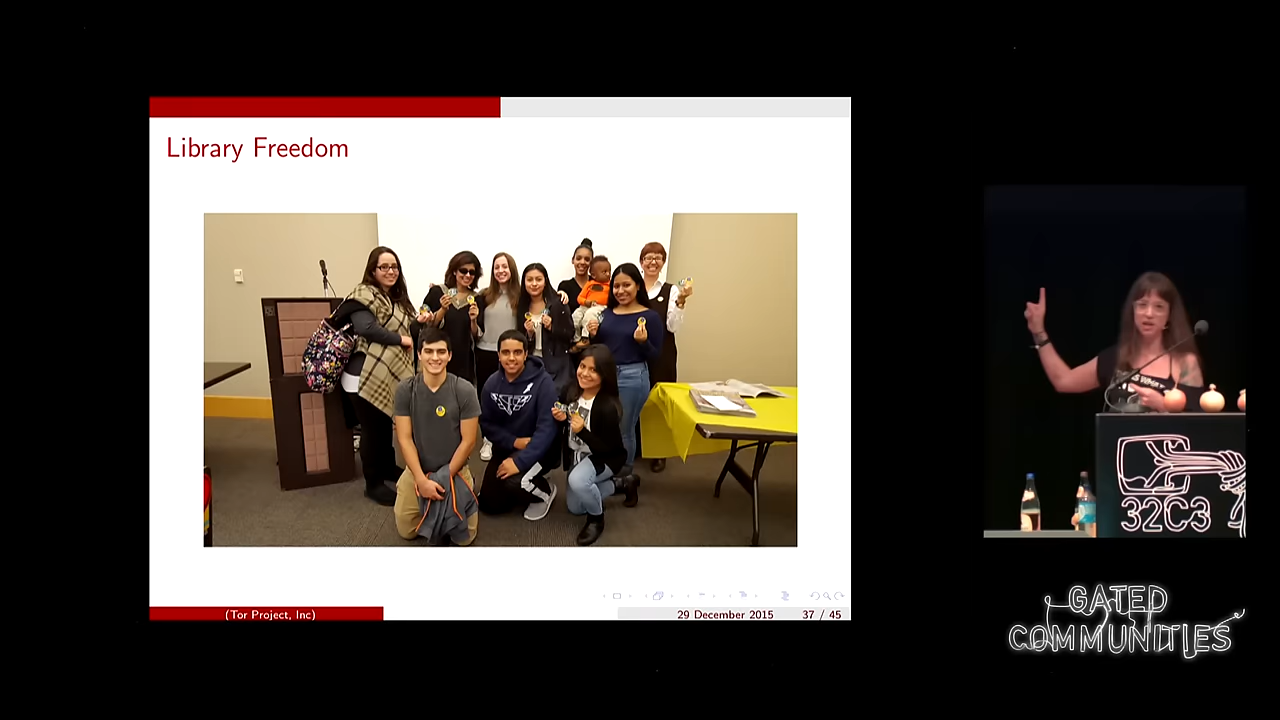 Library Freedom
(Tor Project, Inc)
29 December 2015
37 / 45
32C3
GATED
COMMUNITIES